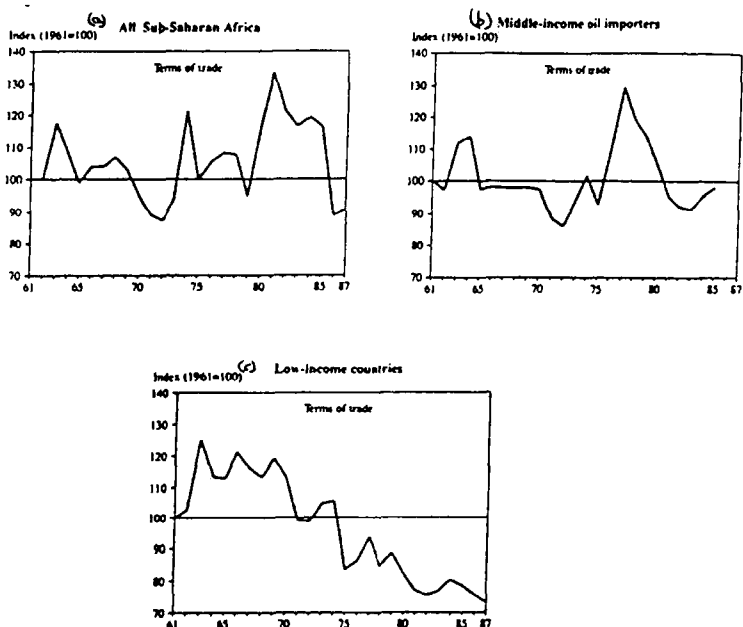 (a) All Sub-Saharan Africa
Index (1961=100)
Terms of trade
140
130
120
110
100
90
80
70
61 65 70 75 80 85 87
(b) Middle-income oil importers
Index (1961=100)
Terms of trade
140
130
120
110
100
90
80
70
61 65 70 75 80 85 87
(c) Low-income countries
Index (1961=100)
Terms of trade
140
130
120
110
100
90
80
70
61 65 70 75 80 85 87